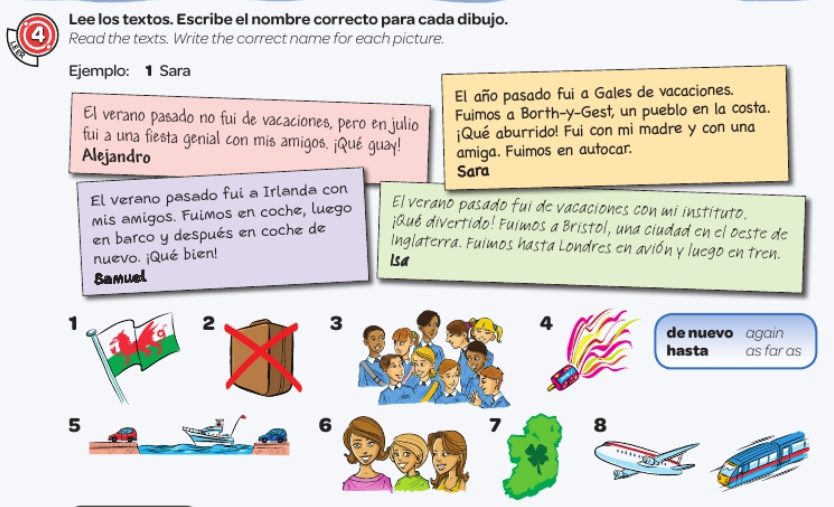 4
LEER
Lee los textos. Escribe el nombre correcto para cada dibujo.
Read the texts. Write the correct name for each picture.
Ejemplo: 1 Sara
El verano pasado no fui de vacaciones, pero en julio
fui a una fiesta genial con mis amigos. ¡Qué guay!
Alejandro
El año pasado fui a Gales de vacaciones.
Fuimos a Borth-y-Gest, un pueblo en la costa.
¡Qué aburrido! Fui con mi madre y con una
amiga. Fuimos en autocar.
Sara
El verano pasado fui a Irlanda con
mis amigos. Fuimos en coche, luego
en barco y después en coche de
nuevo. ¡Qué bien!
Samuel
El verano pasado fui de vacaciones con mi instituto.
¡Qué divertido! Fuimos a Bristol, una ciudad en el oeste de
Inglaterra. Fuimos hasta Londres en avión y luego en tren.
Isa
1
2
3
4
de nuevo again
hasta as far as
5
6
7
8